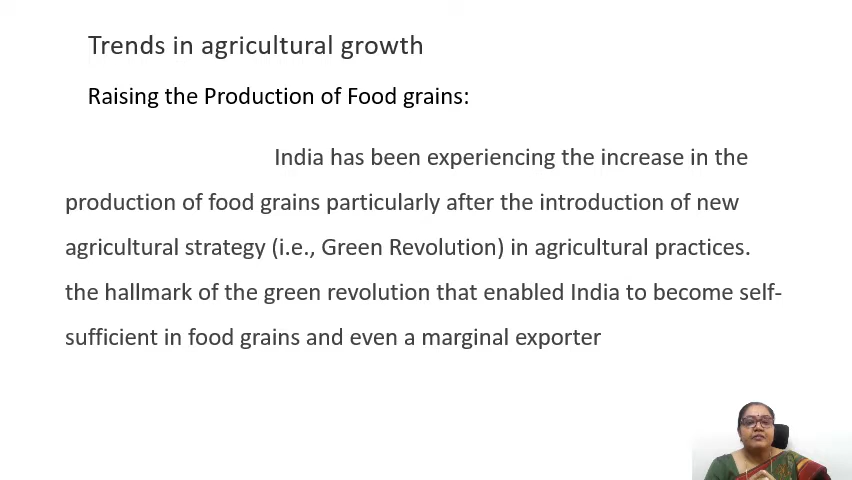 Trends in agricultural growth
Raising the Production of Food grains:
India has been experiencing the increase in the
production of food grains particularly after the introduction of new
agricultural strategy (i.e., Green Revolution) in agricultural practices.
the hallmark of the green revolution that enabled India to become self-
sufficient in food grains and even a marginal exporter